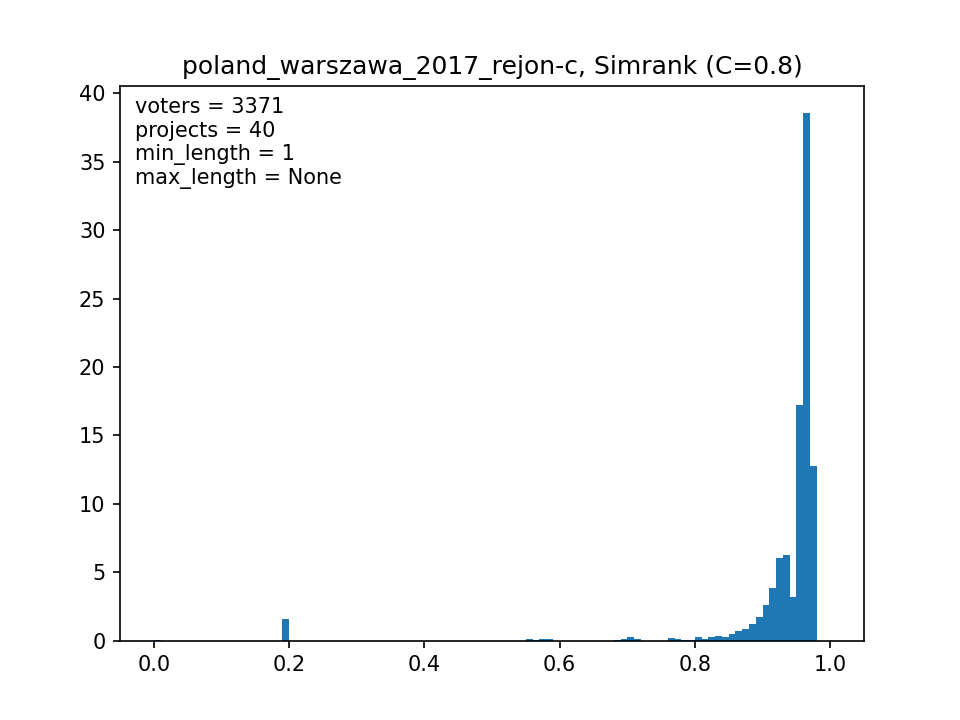 poland_warszawa_2017_rejon-c, Simrank (C=0.8)
voters = 3371
projects = 40
min_length = 1
max_length = None
40
35
30
25
20
15
10
5
0
0.0 0.2 0.4 0.6 0.8 1.0